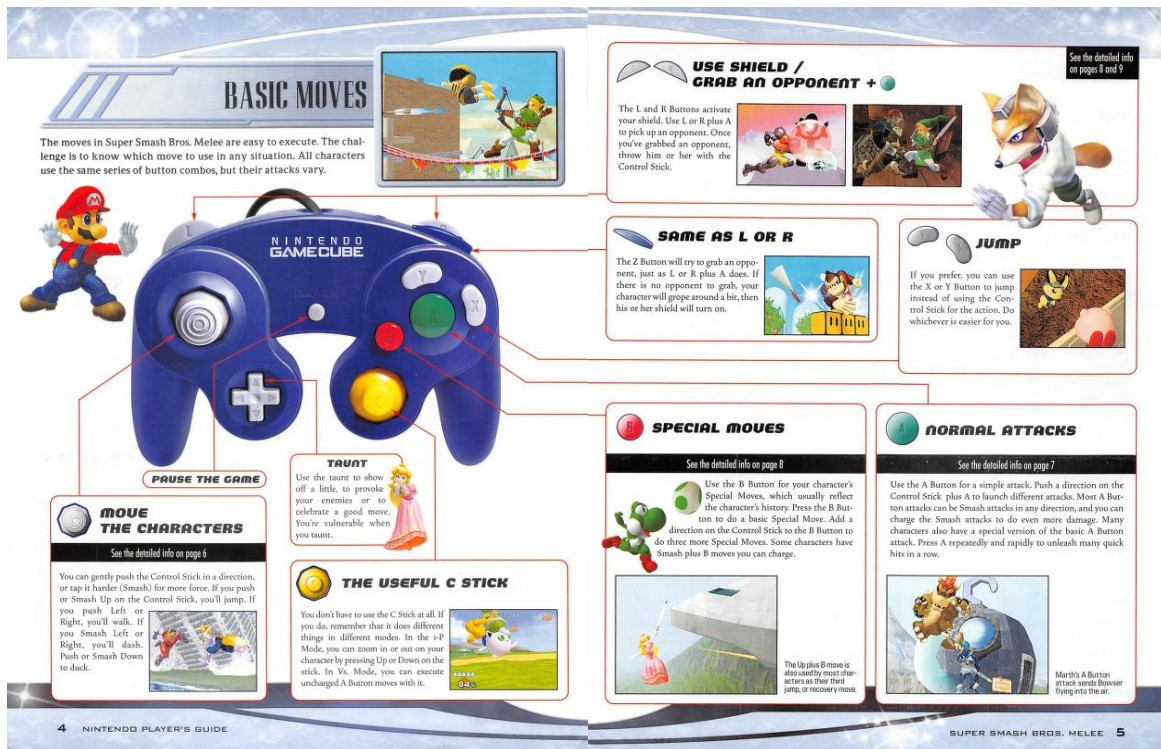 BASIC MOVES
The moves in Super Smash Bros. Melee are easy to execute. The chal-
lenge is to know which move to use in any situation. All characters
use the same series of button combos, but their attacks vary.
L
NINTENDO
GAMECUBE
Y
X
A
B
C
PAUSE THE GAME
TAUNT
Use the taunt to show
off a little, to provoke
your enemies or to
celebrate a good move.
You're vulnerable when
you taunt.
MOVE
THE CHARACTERS
See the detailed info on page 6
You can gently push the Control Stick in a direction,
or tap it harder (Smash) for more force. If you push
or Smash Up on the Control Stick, you'll jump. If
you push Left or
Right, you'll walk. If
you Smash Left or
Right, you'll dash.
Push or Smash Down
to duck.
THE USEFUL C STICK
You don't have to use the C Stick at all. If
you do, remember that it does different
things in different modes. In the 1-P
Mode, you can zoom in or out on your
character by pressing Up or Down on the
stick. In Vs. Mode, you can execute
uncharged A Button moves with it.
84%
4 NINTENDO PLAYER'S GUIDE
USE SHIELD /
GRAB AN OPPONENT +
See the detailed info
on pages 8 and 9
The L and R Buttons activate
your shield. Use L or R plus A
to pick up an opponent. Once
you've grabbed an opponent,
throw him or her with the
Control Stick.
SAME AS L OR R
The Z Button will try to grab an oppo-
nent, just as L or R plus A does. If
there is no opponent to grab, your
character will grope around a bit, then
his or her shield will turn on.
JUMP
If you prefer, you can use
the X or Y Button to jump
instead of using the Con-
trol Stick for the action. Do
whichever is easier for you.
B SPECIAL MOVES
See the detailed info on page 8
Use the B Button for your character's
Special Moves, which usually reflect
the character's history. Press the B But-
ton to do a basic Special Move. Add a
direction on the Control Stick to the B Button to
do three more Special Moves. Some characters have
Smash plus B moves you can charge.
The Up plus B move is
also used by most char-
acters as their third
jump, or recovery move.
A NORMAL ATTACKS
See the detailed info on page 7
Use the A Button for a simple attack. Push a direction on the
Control Stick plus A to launch different attacks. Most A But-
ton attacks can be Smash attacks in any direction, and you can
charge the Smash attacks to do even more damage. Many
characters also have a special version of the basic A Button
attack. Press A repeatedly and rapidly to unleash many quick
hits in a row.
Marth's A Button
attack sends Bowser
flying into the air.
SUPER SMASH BROS. MELEE 5